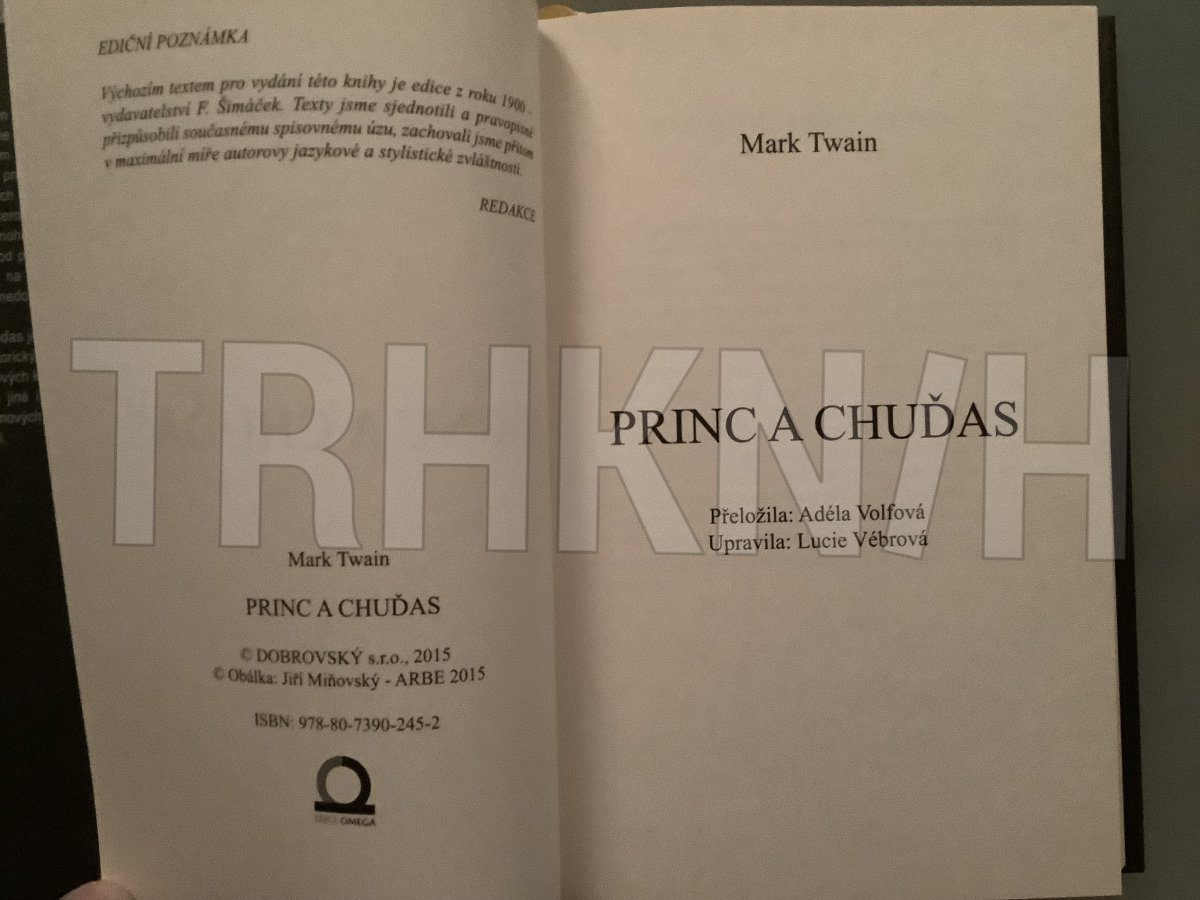 EDIČNÍ POZNÁMKA
Výchozím textem pro vydání této knihy je edice z roku 1900 –
vydavatelství F. Šimáček. Texty jsme sjednotili a pravopisně
přizpůsobili současnému spisovnému úzu, zachovali jsme přitom
v maximální míře autorovy jazykové a stylistické zvláštnosti.
REDAKCE
Mark Twain
PRINC A CHUĎAS
© DOBROVSKÝ s.r.o., 2015
© Obálka: Jiří Miňovský - ARBE 2015
ISBN: 978-80-7390-245-2
EDICE OMEGA
Mark Twain
PRINC A CHUĎAS
Přeložila: Adéla Volfová
Upravila: Lucie Vébrová
TRHKN/H